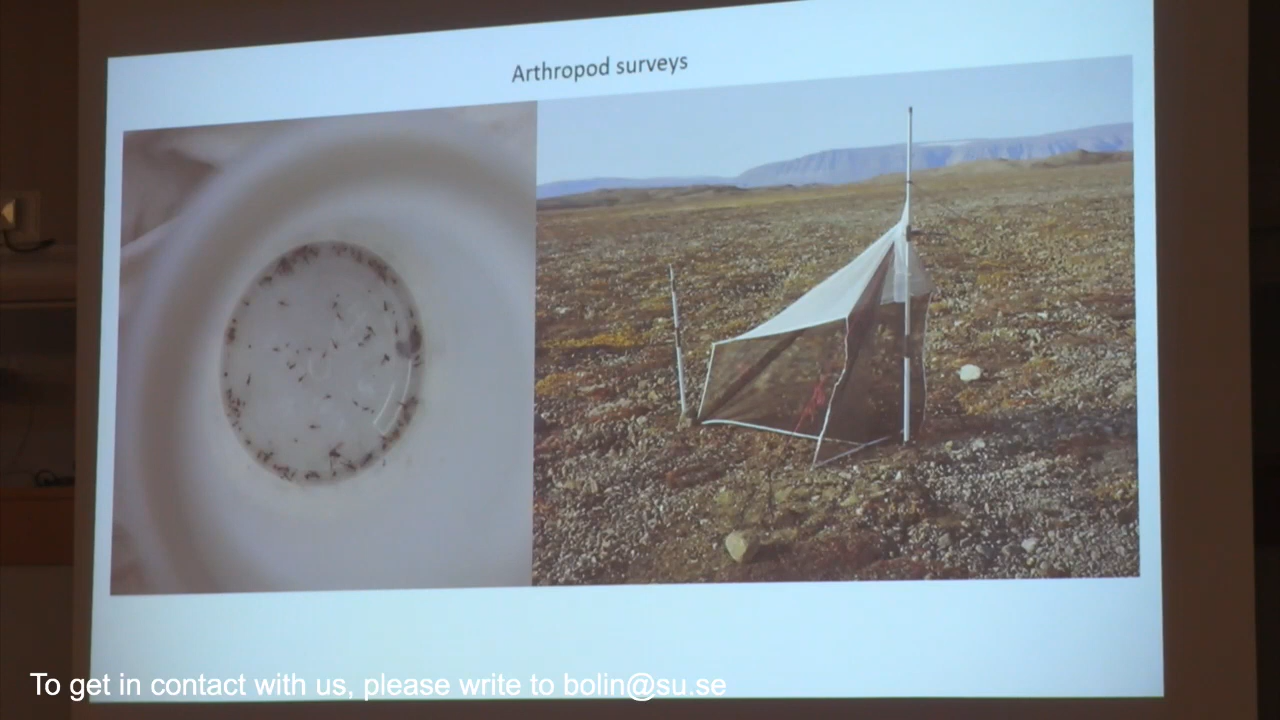 Arthropod surveys
To get in contact with us, please write to bolin@su.se